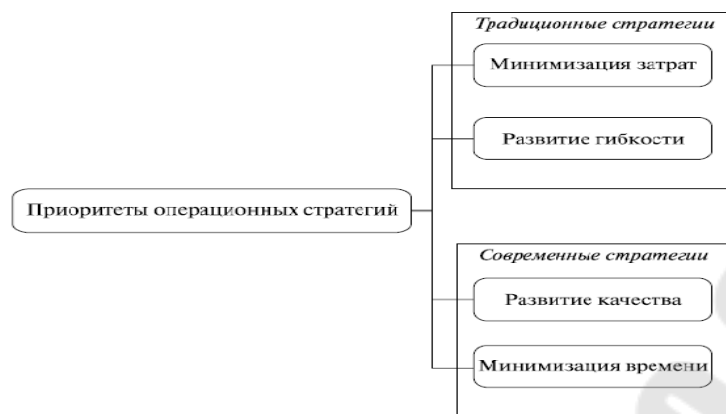 Традиционные стратегии
Минимизация затрат
Развитие гибкости
Приоритеты операционных стратегий
Современные стратегии
Развитие качества
Минимизация времени